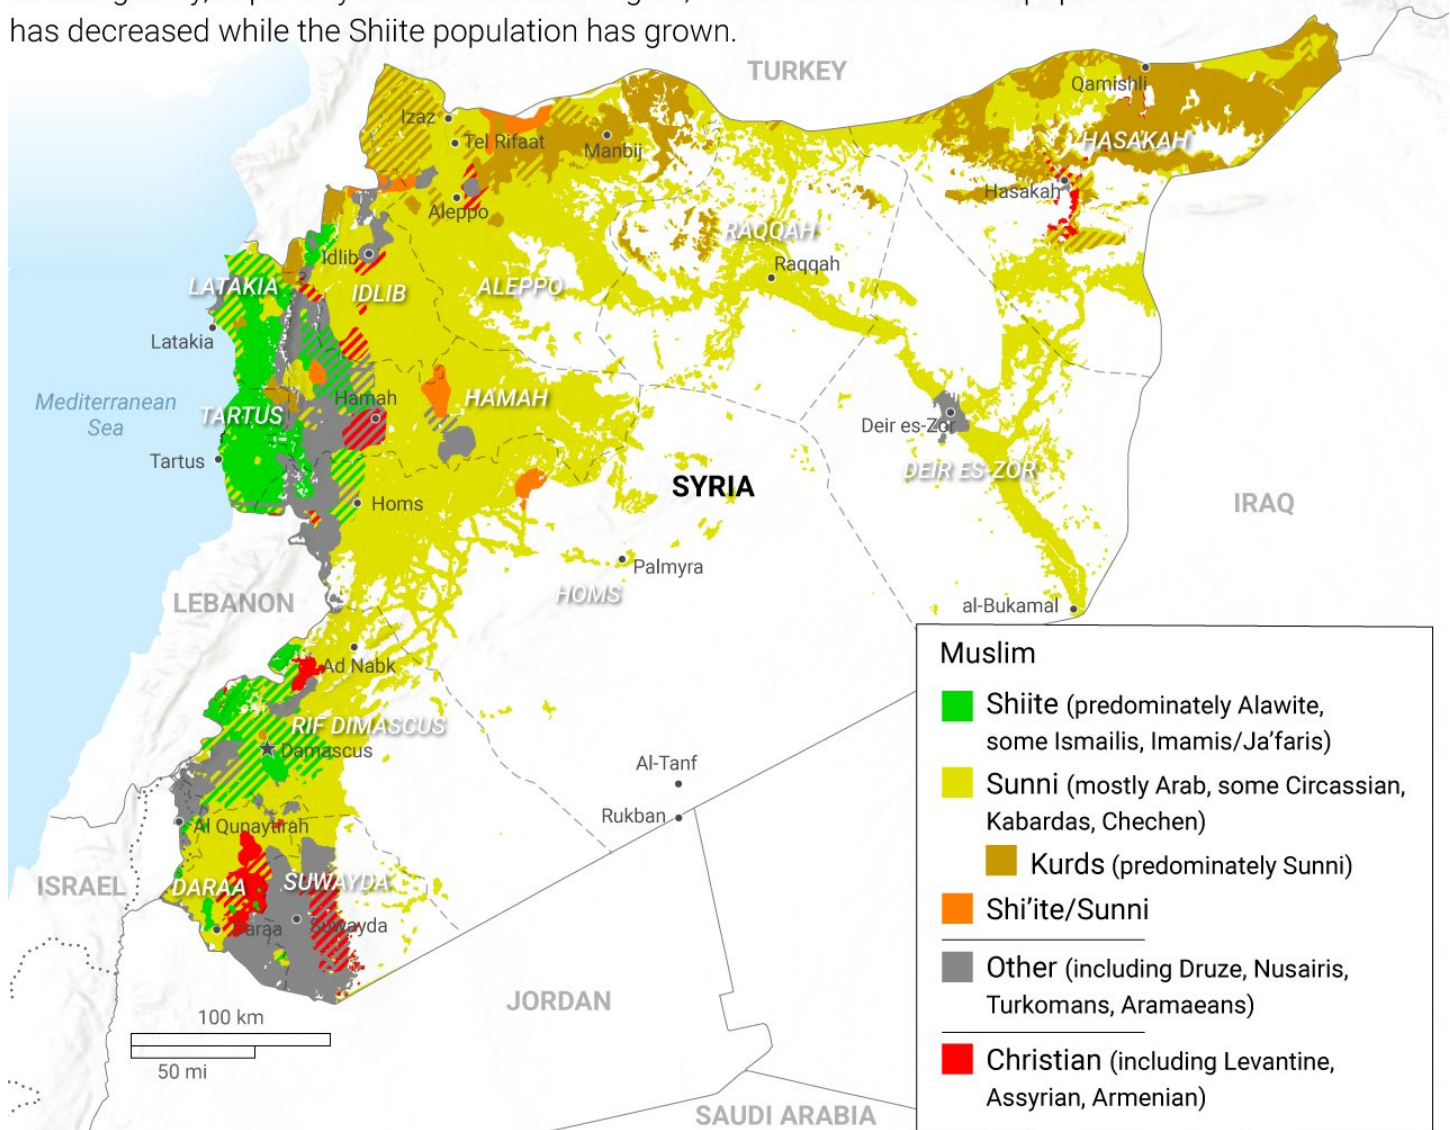 has decreased while the Shiite population has grown.
TURKEY
Qamishli
Izaz
Tel Rifaat
Manbij
HASAKAH
Hasakah
Aleppo
RAQQAH
Idlib
Raqqah
LATAKIA
IDLIB
ALEPPO
Latakia
Mediterranean
Sea
Hamah
HAMAH
TARTUS
Deir es-Zor
Tartus
DEIR ES-ZOR
SYRIA
Homs
IRAQ
Palmyra
HOMS
LEBANON
al-Bukamal
Ad Nabk
RIF DIMASCUS
Damascus
Al-Tanf
Rukban
Al Qunaytirah
ISRAEL
DARAA
SUWAYDA
Daraa
Suwayda
JORDAN
100 km
50 mi
SAUDI ARABIA
Muslim
Shiite (predominately Alawite,
some Ismailis, Imamis/Ja’faris)
Sunni (mostly Arab, some Circassian,
Kabardas, Chechen)
Kurds (predominately Sunni)
Shi’ite/Sunni
Other (including Druze, Nusairis,
Turkomans, Aramaeans)
Christian (including Levantine,
Assyrian, Armenian)